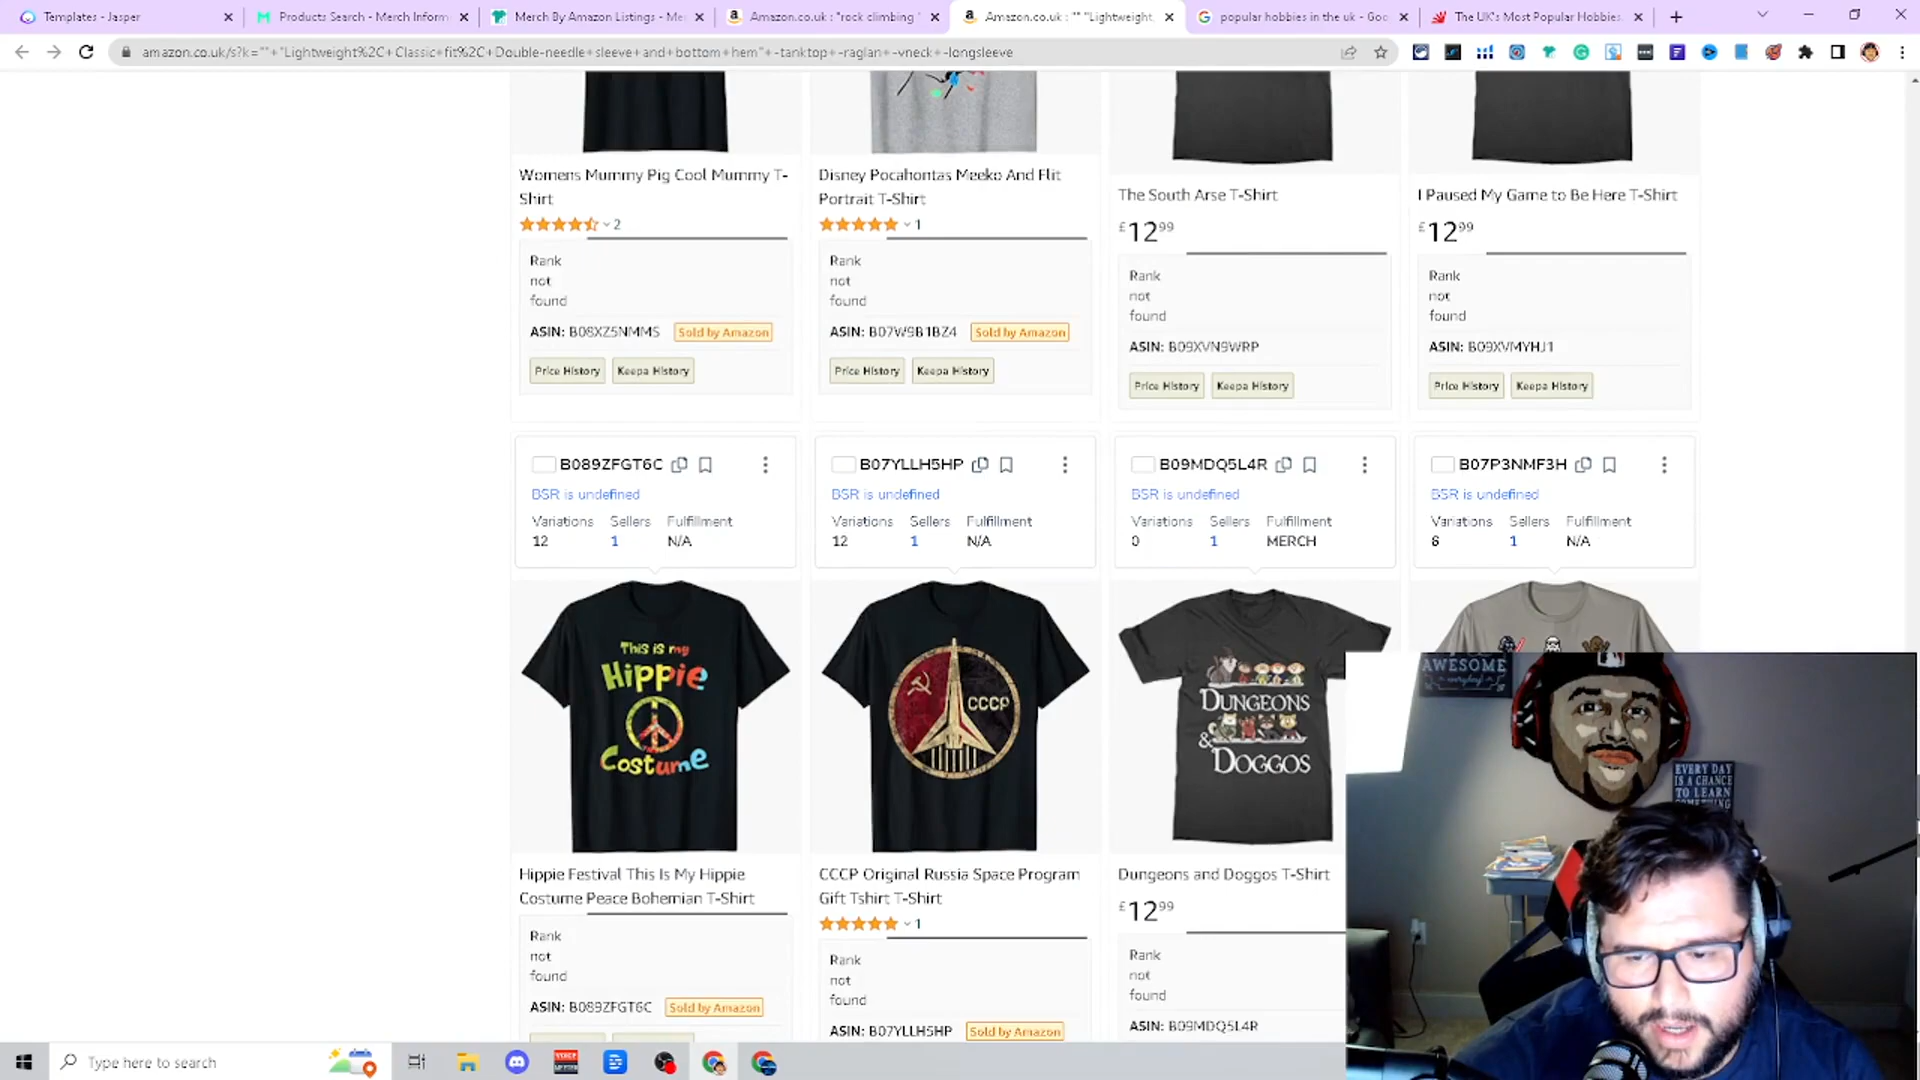 Templates - Jasper
Products Search - Merch Inform
Merch By Amazon Listings - Me
Amazon.co.uk : "rock climbing
Amazon.co.uk : "" "Lightweight,
popular hobbies in the uk - Goo
The UK's Most Popular Hobbies
amazon.co.uk/s?k=""+"Lightweight%2C+Classic+fit%2C+Double-needle+sleeve+and+bottom+hem"+-tanktop+-raglan+-vneck+-longsleeve
Womens Mummy Pig Cool Mummy T-
Shirt
2
Rank
not
found
ASIN: B08XZ5NMMS Sold by Amazon
Price History Keepa History
Disney Pocahontas Meeko And Flit
Portrait T-Shirt
1
Rank
not
found
ASIN: B07W9B1BZ4 Sold by Amazon
Price History Keepa History
The South Arse T-Shirt
£12.99
Rank
not
found
ASIN: B09XVN9WRP
Price History Keepa History
I Paused My Game to Be Here T-Shirt
£12.99
Rank
not
found
ASIN: B09XVMYHJ1
Price History Keepa History
B089ZFGT6C
BSR is undefined
Variations Sellers Fulfillment
12 1 N/A
B07YLLH5HP
BSR is undefined
Variations Sellers Fulfillment
12 1 N/A
B09MDQ5L4R
BSR is undefined
Variations Sellers Fulfillment
0 1 MERCH
B07P3NMF3H
BSR is undefined
Variations Sellers Fulfillment
8 1 N/A
This is my
Hippie
Costume
CCCP
DUNGEONS
&
DOGGOS
AWESOME
everyday
EVERY DAY
IS A CHANCE
TO LEARN
SOMETHING
Hippie Festival This Is My Hippie
Costume Peace Bohemian T-Shirt
Rank
not
found
ASIN: B089ZFGT6C Sold by Amazon
CCCP Original Russia Space Program
Gift Tshirt T-Shirt
1
Rank
not
found
ASIN: B07YLLH5HP Sold by Amazon
Dungeons and Doggos T-Shirt
£12.99
Rank
not
found
ASIN: B09MDQ5L4R
Type here to search